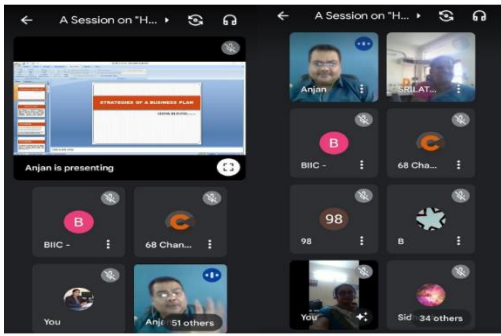 A Session on "H...
STRATEGIES OF A BUSINESS PLAN
Anjan is presenting
B
BIIC -
C
68 Chan...
You
Anja
51 others
A Session on "H...
Anjan
SRILAT...
B
BIIC -
C
68 Cha...
98
98
B
You
Sid
34 others